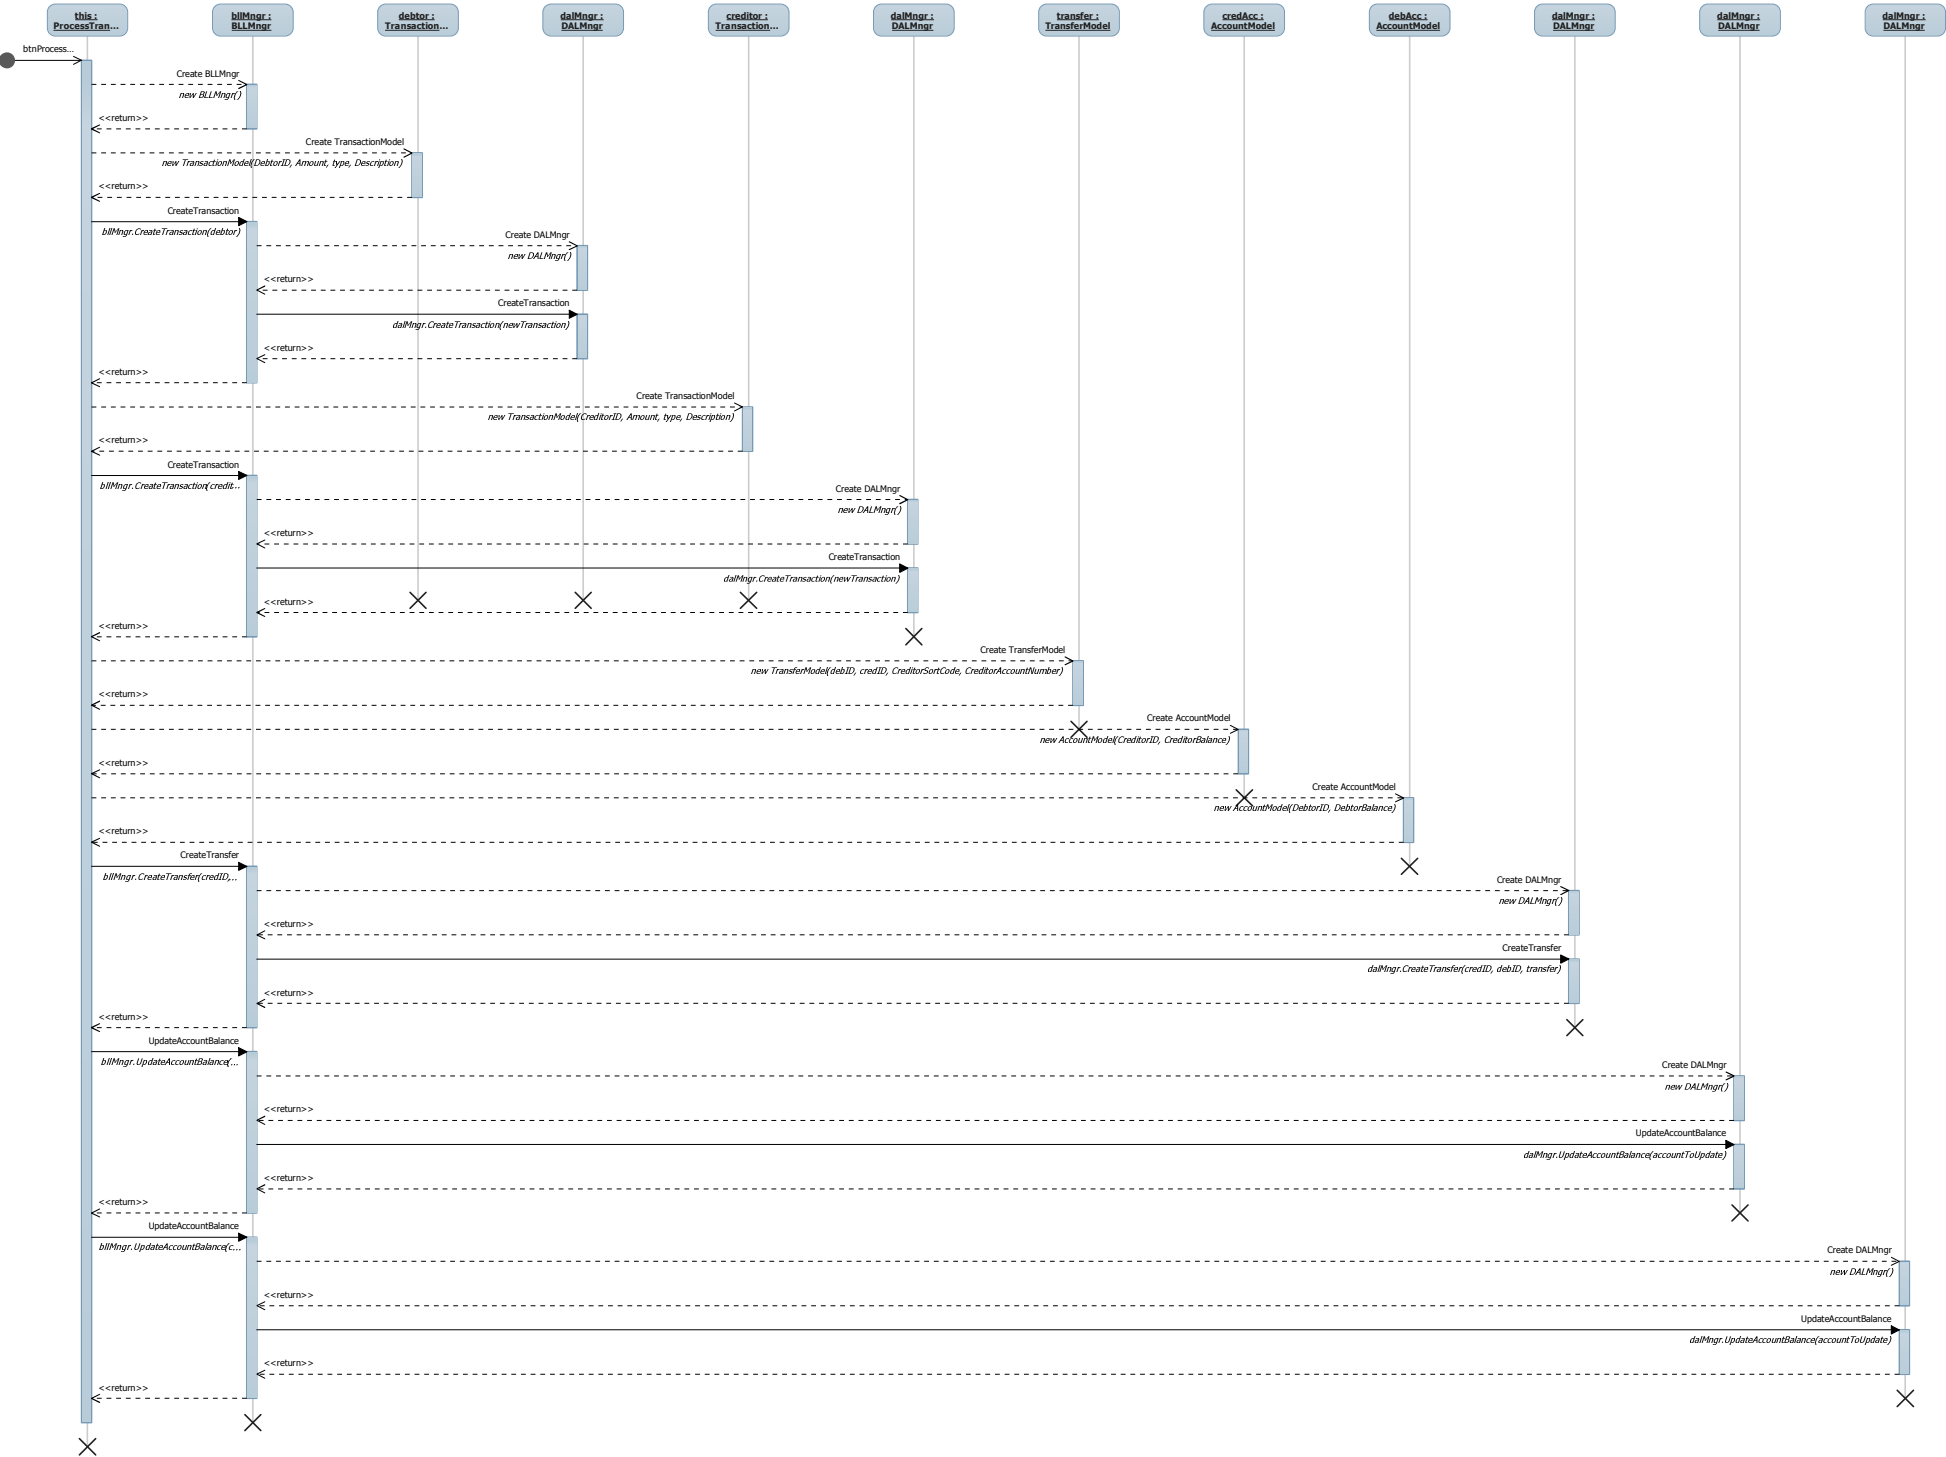 this :
ProcessTran...
bllMngr :
BLLMngr
debtor :
Transaction...
dalMngr :
DALMngr
creditor :
Transaction...
dalMngr :
DALMngr
transfer :
TransferModel
credAcc :
AccountModel
debAcc :
AccountModel
dalMngr :
DALMngr
dalMngr :
DALMngr
dalMngr :
DALMngr
btnProcess...
Create BLLMngr
new BLLMngr()
<<return>>
Create TransactionModel
new TransactionModel(DebtorID, Amount, type, Description)
<<return>>
CreateTransaction
bllMngr.CreateTransaction(debtor)
Create DALMngr
new DALMngr()
<<return>>
CreateTransaction
dalMngr.CreateTransaction(newTransaction)
<<return>>
<<return>>
Create TransactionModel
new TransactionModel(CreditorID, Amount, type, Description)
<<return>>
CreateTransaction
bllMngr.CreateTransaction(credit...
Create DALMngr
new DALMngr()
<<return>>
CreateTransaction
dalMngr.CreateTransaction(newTransaction)
<<return>>
<<return>>
Create TransferModel
new TransferModel(debID, credID, CreditorSortCode, CreditorAccountNumber)
<<return>>
Create AccountModel
new AccountModel(CreditorID, CreditorBalance)
<<return>>
Create AccountModel
new AccountModel(DebtorID, DebtorBalance)
<<return>>
CreateTransfer
bllMngr.CreateTransfer(credID,...
Create DALMngr
new DALMngr()
<<return>>
CreateTransfer
dalMngr.CreateTransfer(credID, debID, transfer)
<<return>>
<<return>>
UpdateAccountBalance
bllMngr.UpdateAccountBalance(...
Create DALMngr
new DALMngr()
<<return>>
UpdateAccountBalance
dalMngr.UpdateAccountBalance(accountToUpdate)
<<return>>
<<return>>
UpdateAccountBalance
bllMngr.UpdateAccountBalance(c...
Create DALMngr
new DALMngr()
<<return>>
UpdateAccountBalance
dalMngr.UpdateAccountBalance(accountToUpdate)
<<return>>
<<return>>